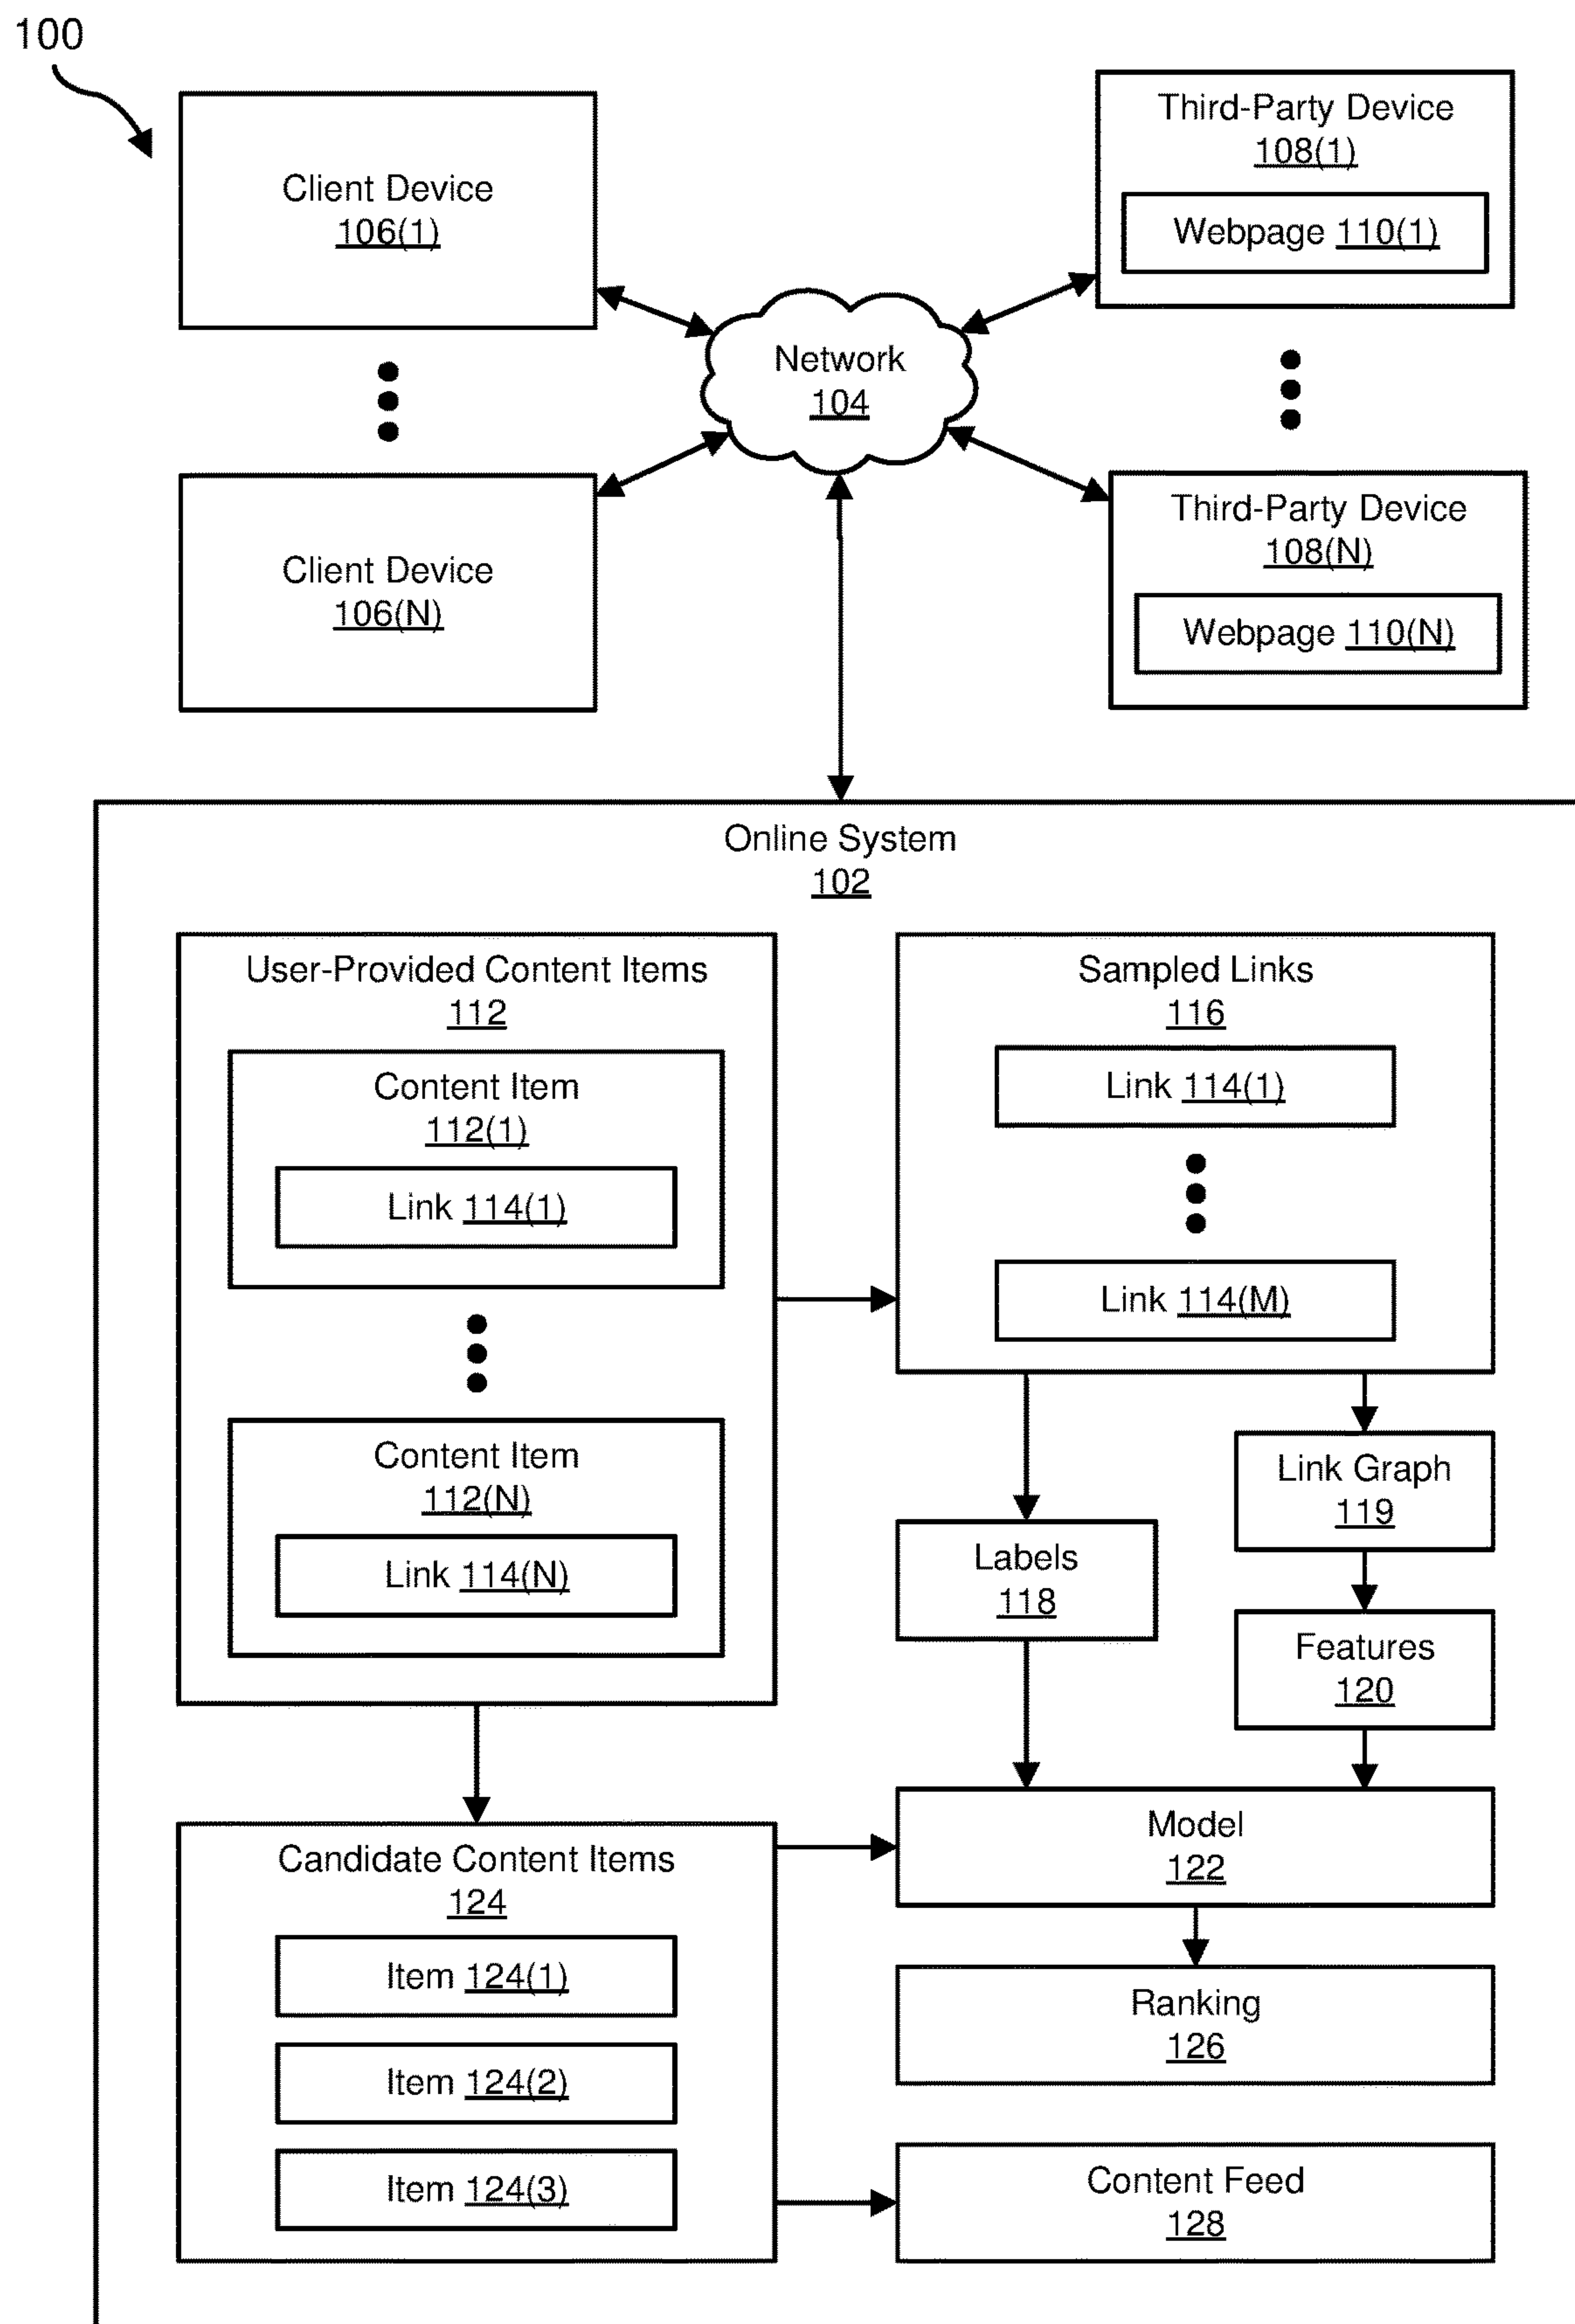 100
Client Device
106(1)
Third-Party Device
108(1)
Webpage 110(1)
Network
104
Client Device
106(N)
Third-Party Device
108(N)
Webpage 110(N)
Online System
102
User-Provided Content Items
112
Content Item
112(1)
Link 114(1)
Content Item
112(N)
Link 114(N)
Sampled Links
116
Link 114(1)
Link 114(M)
Link Graph
119
Labels
118
Features
120
Candidate Content Items
124
Item 124(1)
Item 124(2)
Item 124(3)
Model
122
Ranking
126
Content Feed
128